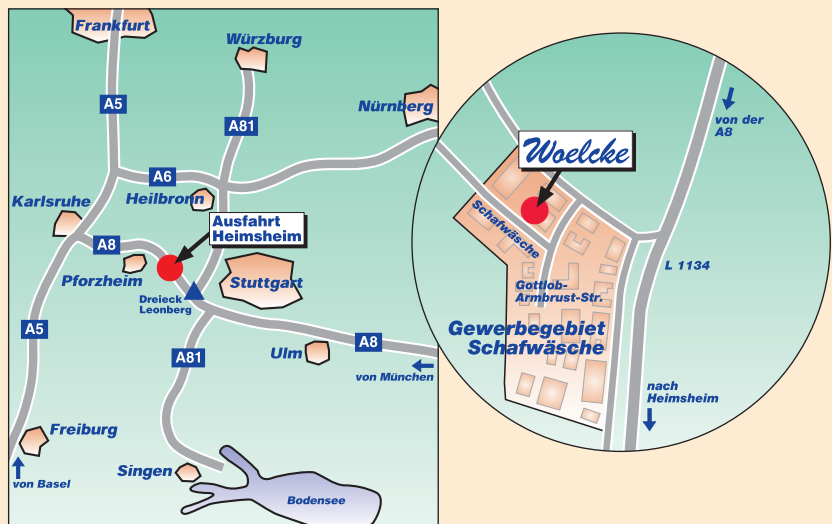 Frankfurt
Würzburg
A5
Nürnberg
A81
A6
Heilbronn
Karlsruhe
Ausfahrt
Heimsheim
A8
Pforzheim
Stuttgart
Dreieck
Leonberg
A5
A8
Ulm
A81
von München
Freiburg
Singen
von Basel
Bodensee
von der
A8
Woelcke
Schafwäsche
L 1134
Gottlob-
Armbrust-Str.
Gewerbegebiet
Schafwäsche
nach
Heimsheim